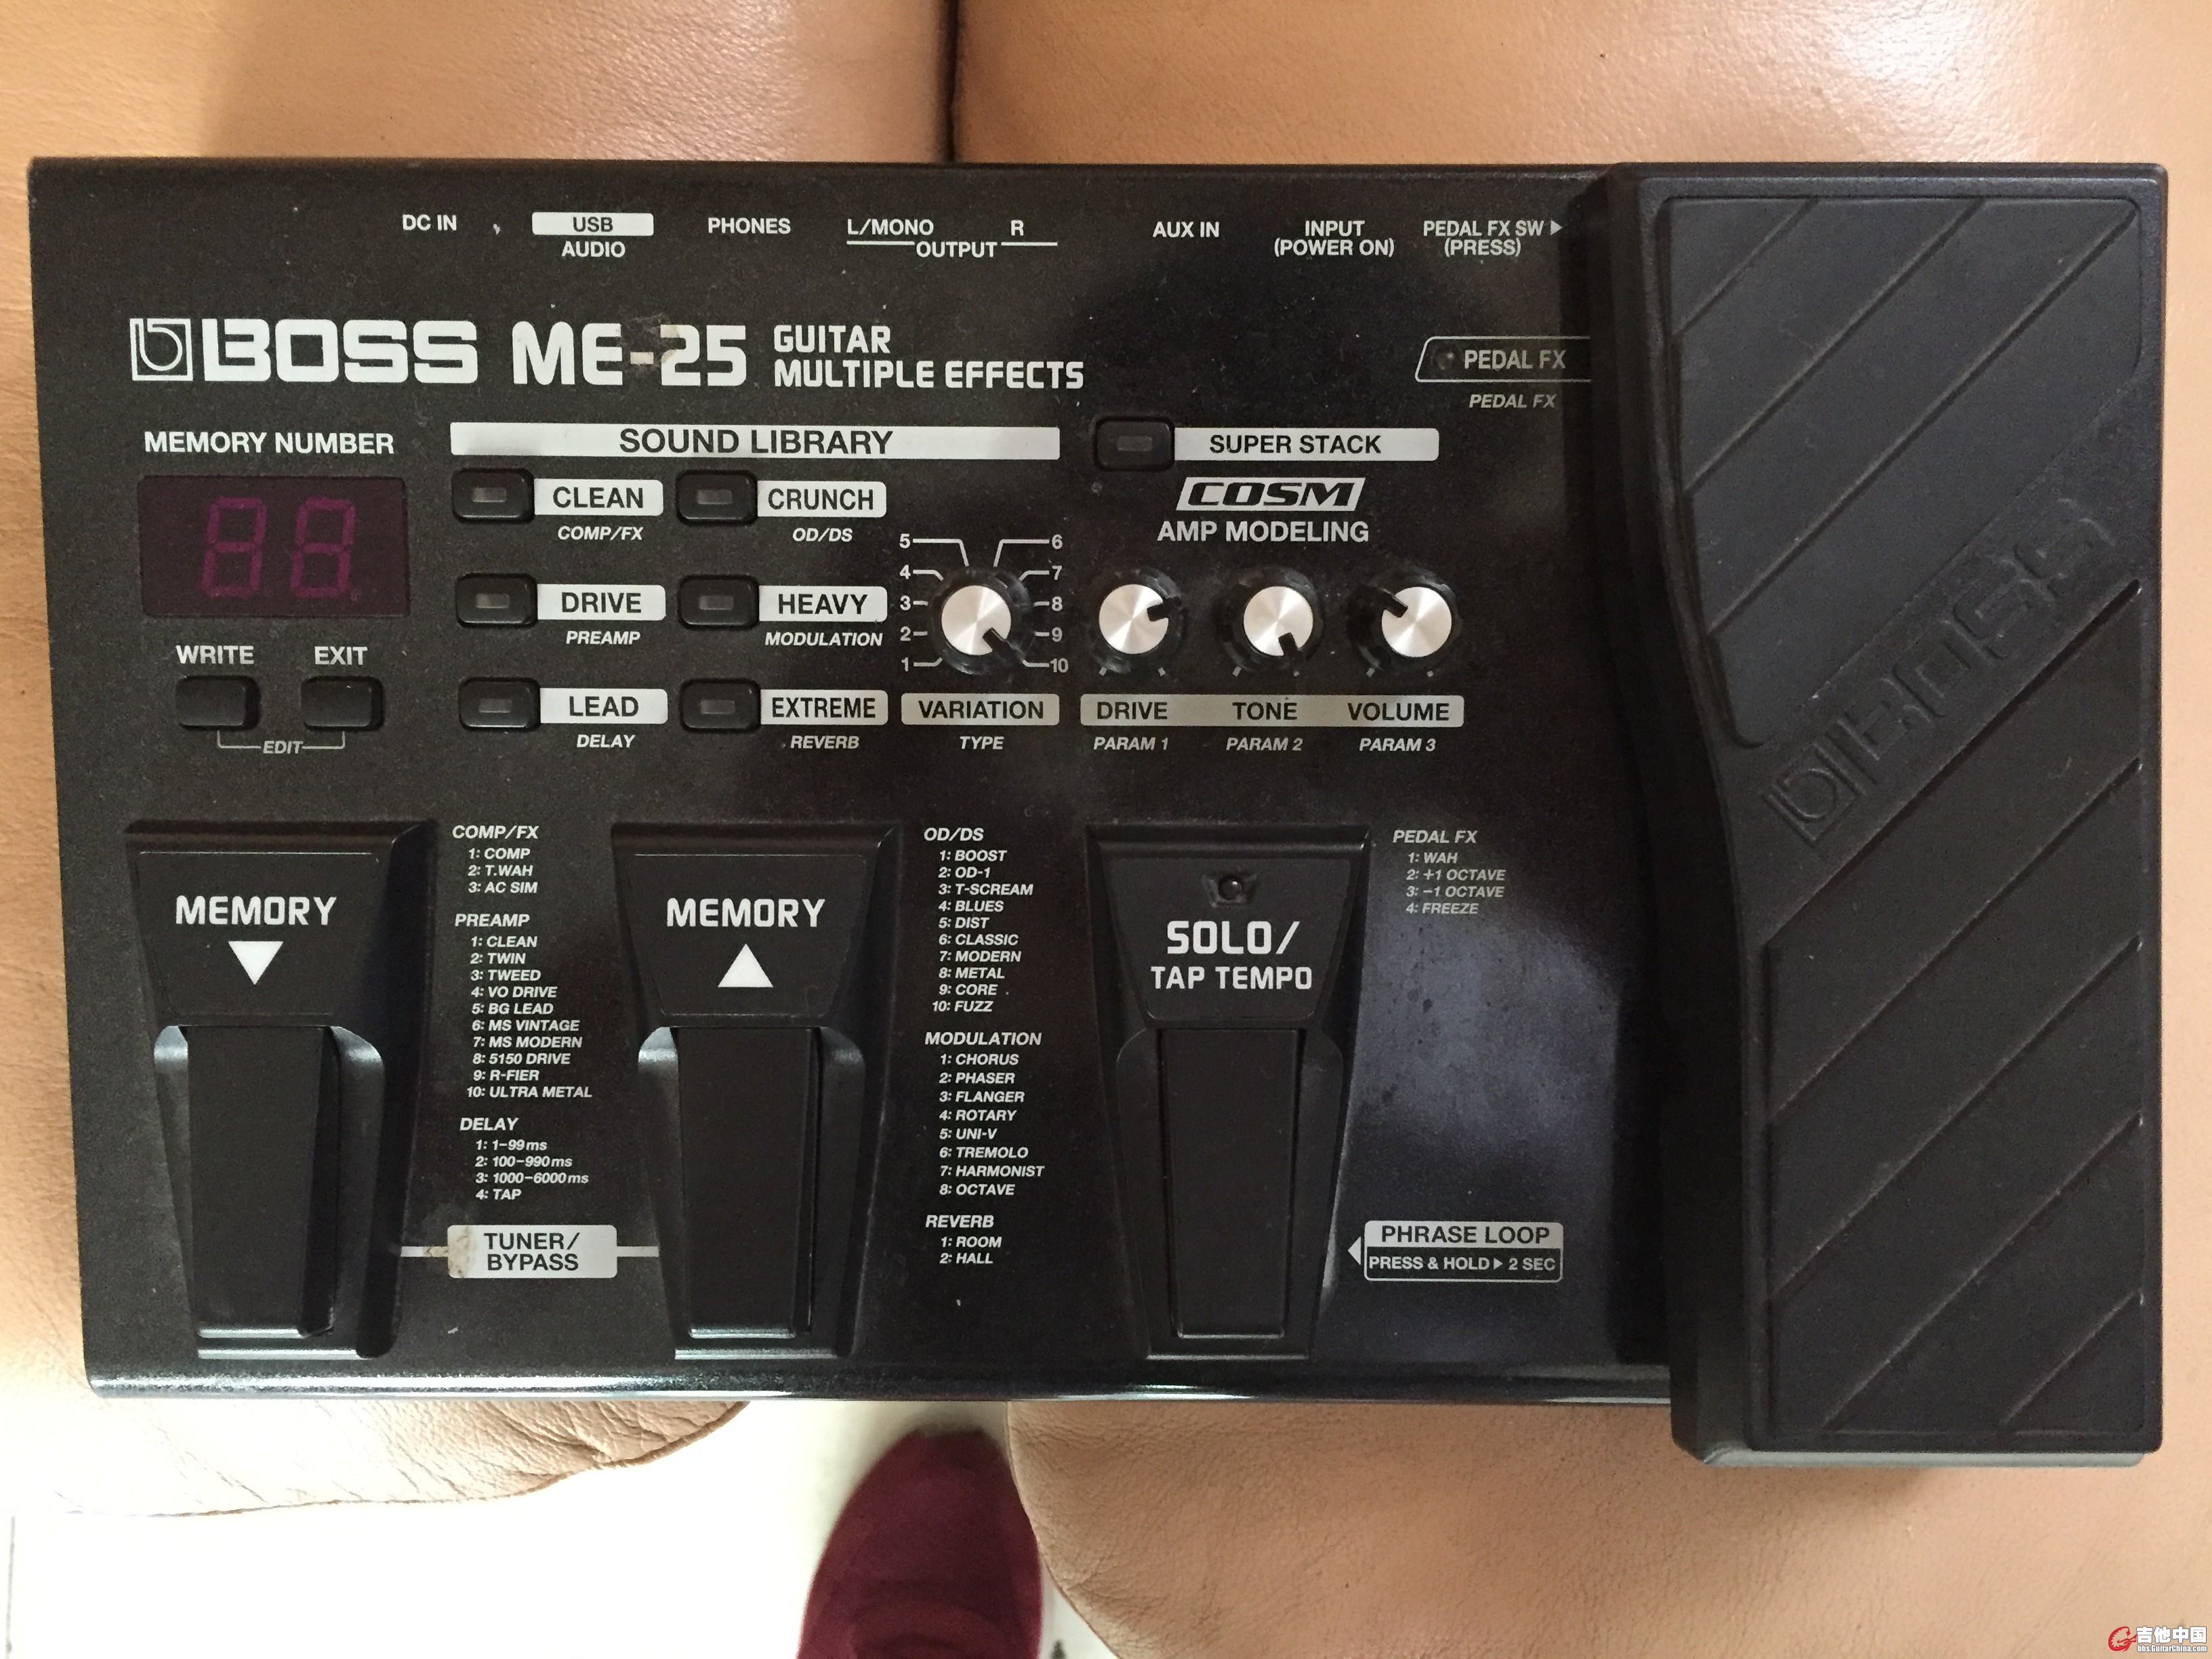 DC IN
USB
AUDIO
PHONES
L/MONO R
OUTPUT
AUX IN
INPUT
(POWER ON)
PEDAL FX SW ▶
(PRESS)
BOSS ME-25 GUITAR
MULTIPLE EFFECTS
PEDAL FX
PEDAL FX
MEMORY NUMBER
88
WRITE EXIT
EDIT
SOUND LIBRARY
CLEAN
COMP/FX
CRUNCH
OD/DS
DRIVE
PREAMP
HEAVY
MODULATION
LEAD
DELAY
EXTREME
REVERB
5 6
4 7
3 8
2 9
1 10
VARIATION
TYPE
SUPER STACK
COSM
AMP MODELING
DRIVE TONE VOLUME
PARAM 1 PARAM 2 PARAM 3
BOSS
MEMORY
▼
COMP/FX
1: COMP
2: T.WAH
3: AC SIM
PREAMP
1: CLEAN
2: TWIN
3: TWEED
4: VO DRIVE
5: BG LEAD
6: MS VINTAGE
7: MS MODERN
8: 5150 DRIVE
9: R-FIER
10: ULTRA METAL
DELAY
1: 1-99ms
2: 100-990ms
3: 1000-6000ms
4: TAP
TUNER/
BYPASS
MEMORY
▲
OD/DS
1: BOOST
2: OD-1
3: T-SCREAM
4: BLUES
5: DIST
6: CLASSIC
7: MODERN
8: METAL
9: CORE
10: FUZZ
MODULATION
1: CHORUS
2: PHASER
3: FLANGER
4: ROTARY
5: UNI-V
6: TREMOLO
7: HARMONIST
8: OCTAVE
REVERB
1: ROOM
2: HALL
SOLO/
TAP TEMPO
PEDAL FX
1: WAH
2: +1 OCTAVE
3: -1 OCTAVE
4: FREEZE
PHRASE LOOP
PRESS & HOLD ▶ 2 SEC
吉他中国
bbs.GuitarChina.com